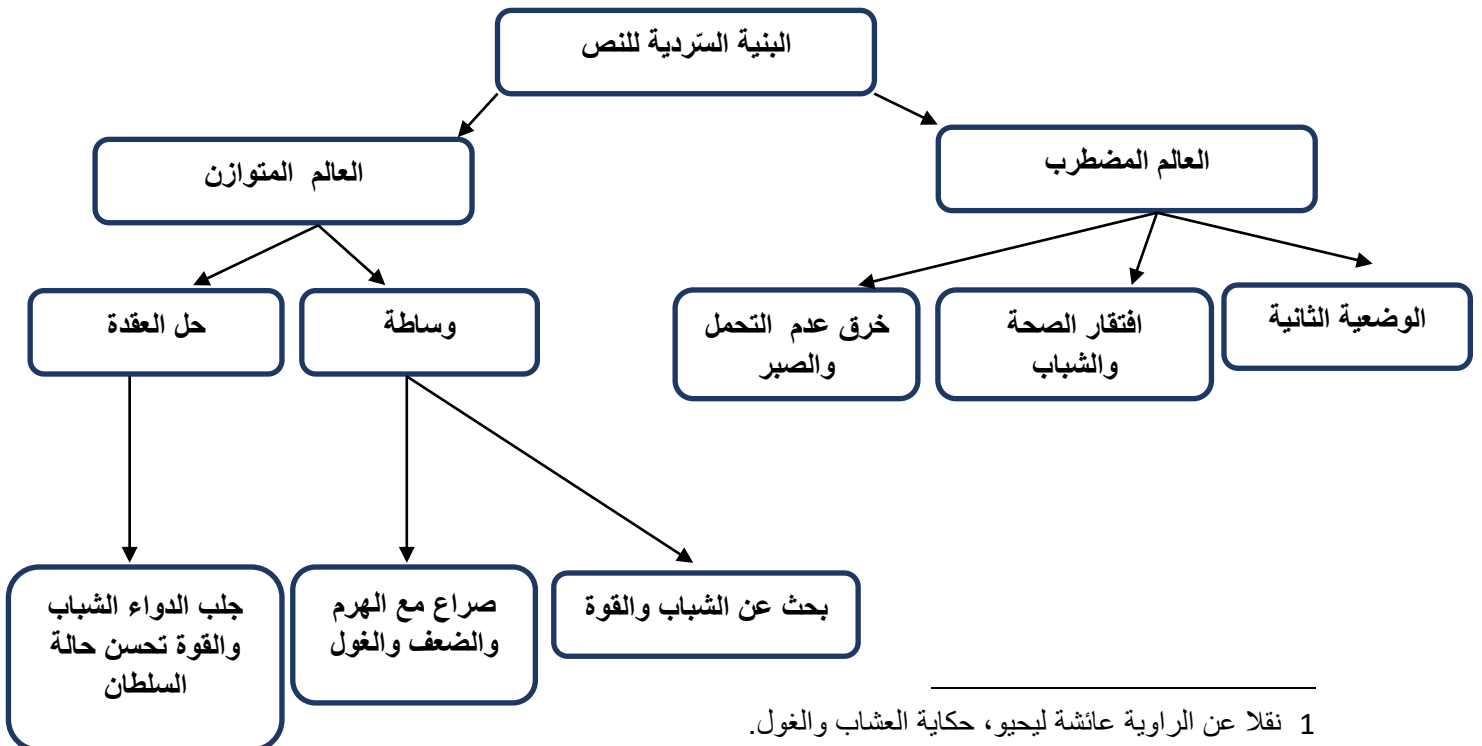 البنية السّردية للنص
العالم المضطرب
العالم المتوازن
الوضعية الثانية
افتقار الصحة
والشباب
خرق عدم التحمل
والصبر
وساطة
حل العقدة
بحث عن الشباب والقوة
صراع مع الهرم
والضعف والغول
جلب الدواء الشباب
والقوة تحسن حالة
السلطان
1 نقلا عن الراوية عائشة ليحيو، حكاية العشاب والغول.